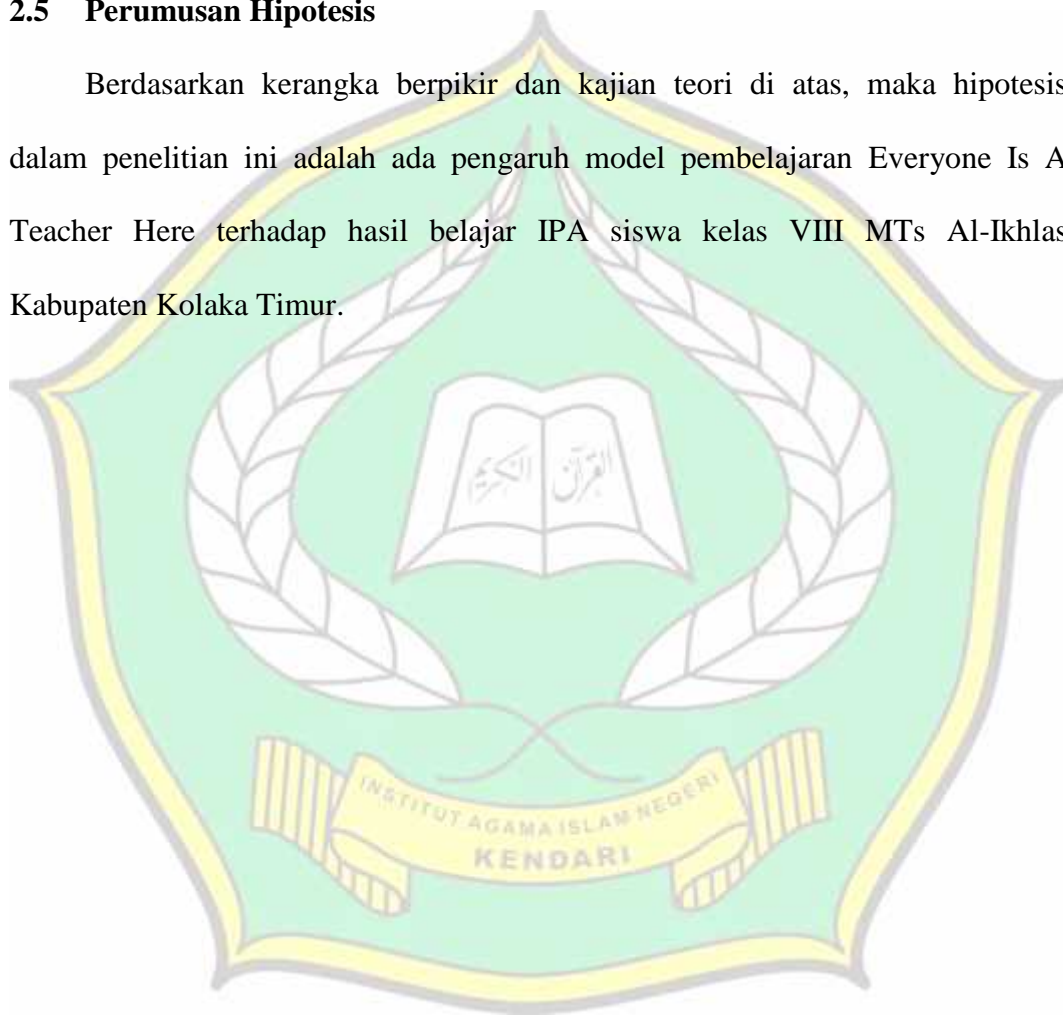 2.5 Perumusan Hipotesis
Berdasarkan kerangka berpikir dan kajian teori di atas, maka hipotesis
dalam penelitian ini adalah ada pengaruh model pembelajaran Everyone Is A
Teacher Here terhadap hasil belajar IPA siswa kelas VIII MTs Al-Ikhlas
Kabupaten Kolaka Timur.
القرآن الكريم
INSTITUT AGAMA ISLAM NEGERI
KENDARI